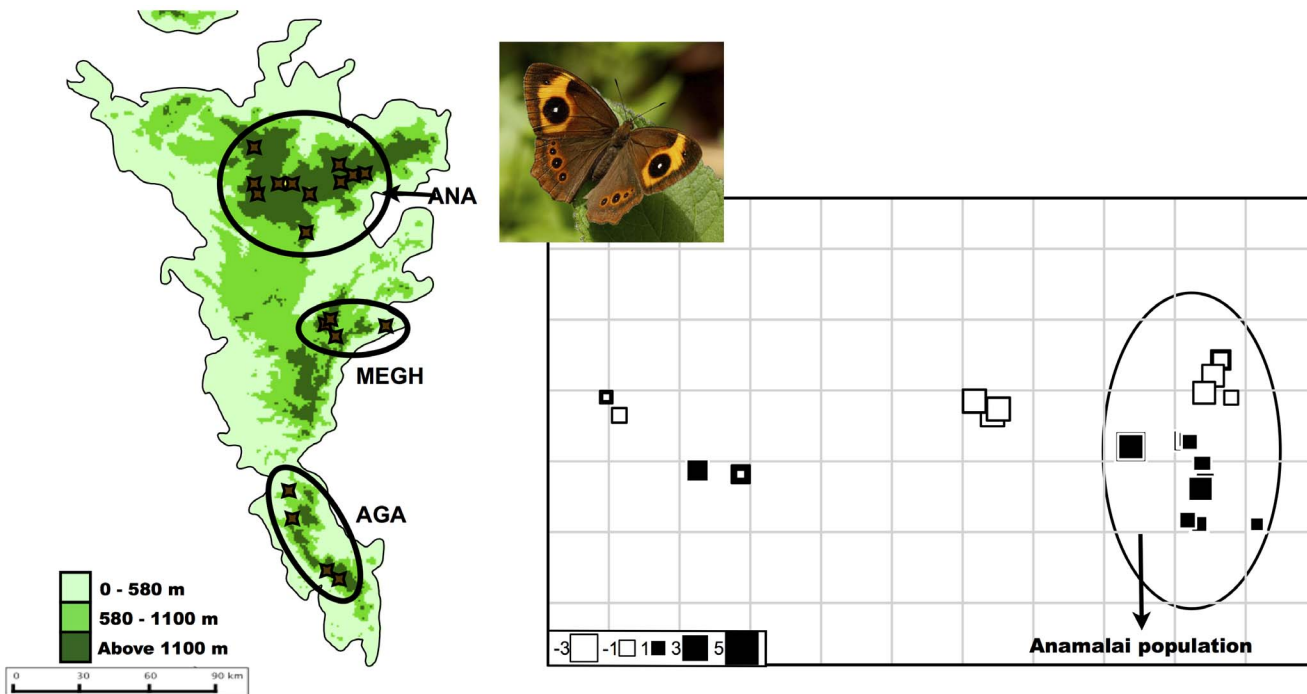 ANA
MEGH
AGA
0 - 580 m
580 - 1100 m
Above 1100 m
0 30 60 90 km
-3 -1 1 3 5
Anamalai population